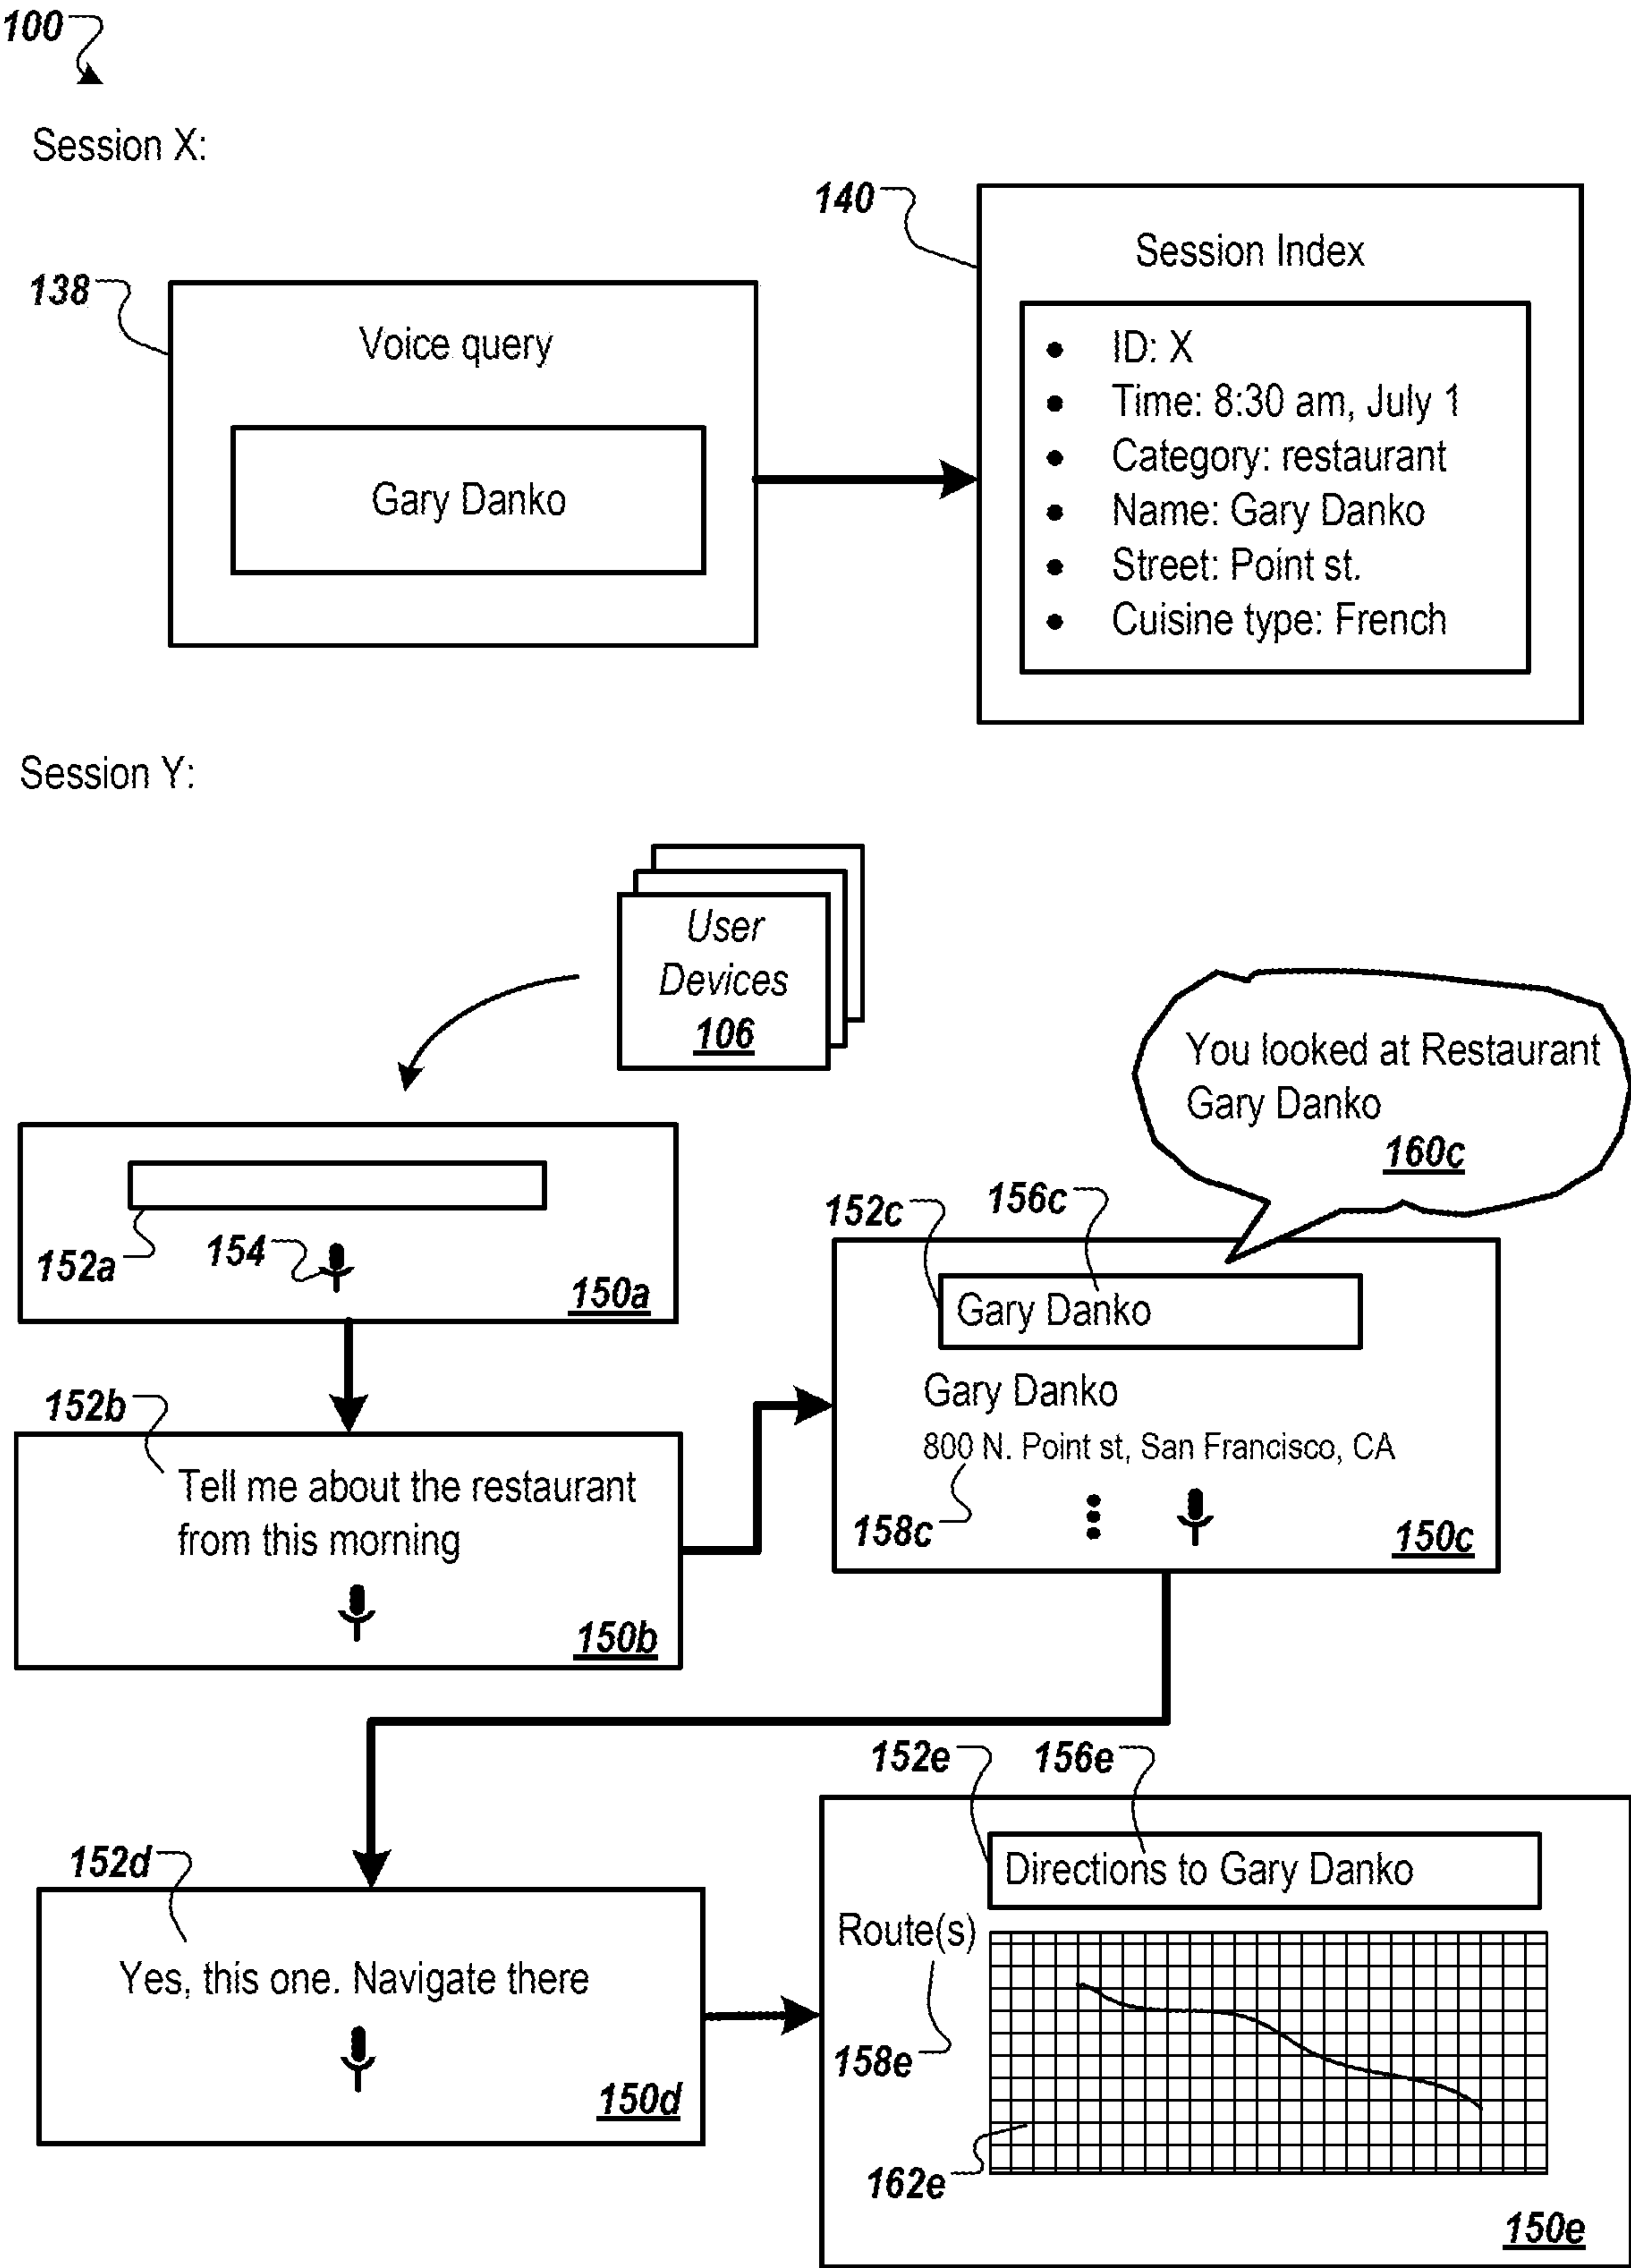 100
Session X:
138
Voice query
Gary Danko
140
Session Index
• ID: X
• Time: 8:30 am, July 1
• Category: restaurant
• Name: Gary Danko
• Street: Point st.
• Cuisine type: French
Session Y:
User
Devices
106
152a
154
150a
152b
Tell me about the restaurant
from this morning
150b
You looked at Restaurant
Gary Danko
160c
152c
156c
Gary Danko
Gary Danko
800 N. Point st, San Francisco, CA
158c
150c
152d
Yes, this one. Navigate there
150d
152e
156e
Directions to Gary Danko
Route(s)
158e
162e
150e